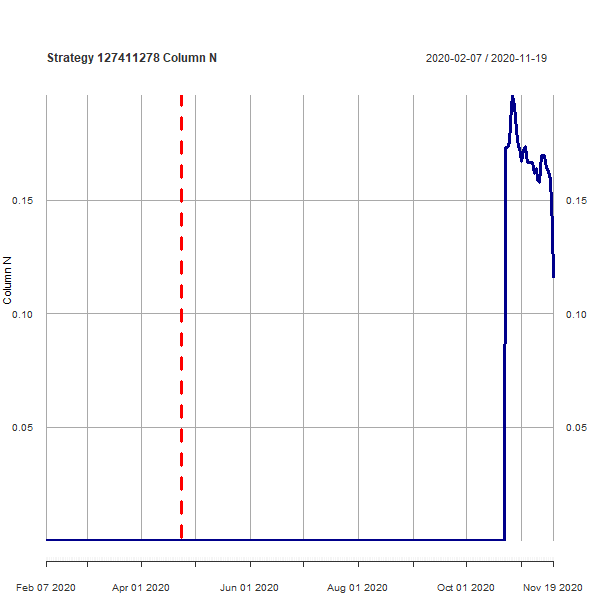 Strategy 127411278 Column N
2020-02-07 / 2020-11-19
0.15
0.15
Column N
0.10
0.10
0.05
0.05
Feb 07 2020
Apr 01 2020
Jun 01 2020
Aug 01 2020
Oct 01 2020
Nov 19 2020